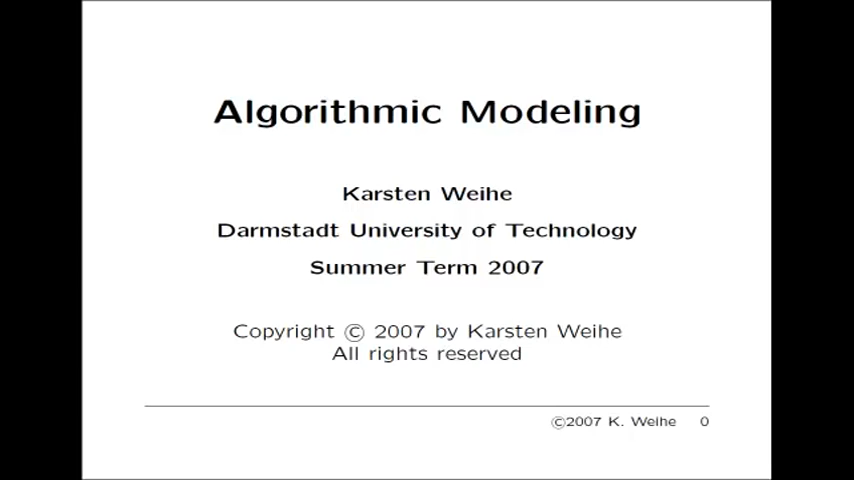 Algorithmic Modeling
Karsten Weihe
Darmstadt University of Technology
Summer Term 2007
Copyright © 2007 by Karsten Weihe
All rights reserved
©2007 K. Weihe 0